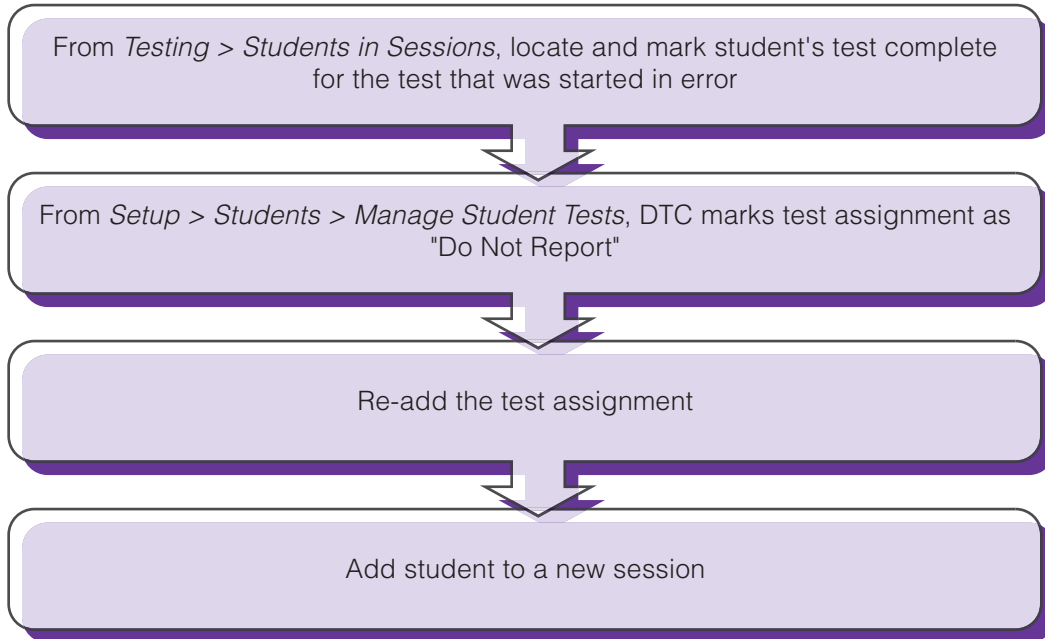 From Testing > Students in Sessions, locate and mark student's test complete
for the test that was started in error
From Setup > Students > Manage Student Tests, DTC marks test assignment as
"Do Not Report"
Re-add the test assignment
Add student to a new session